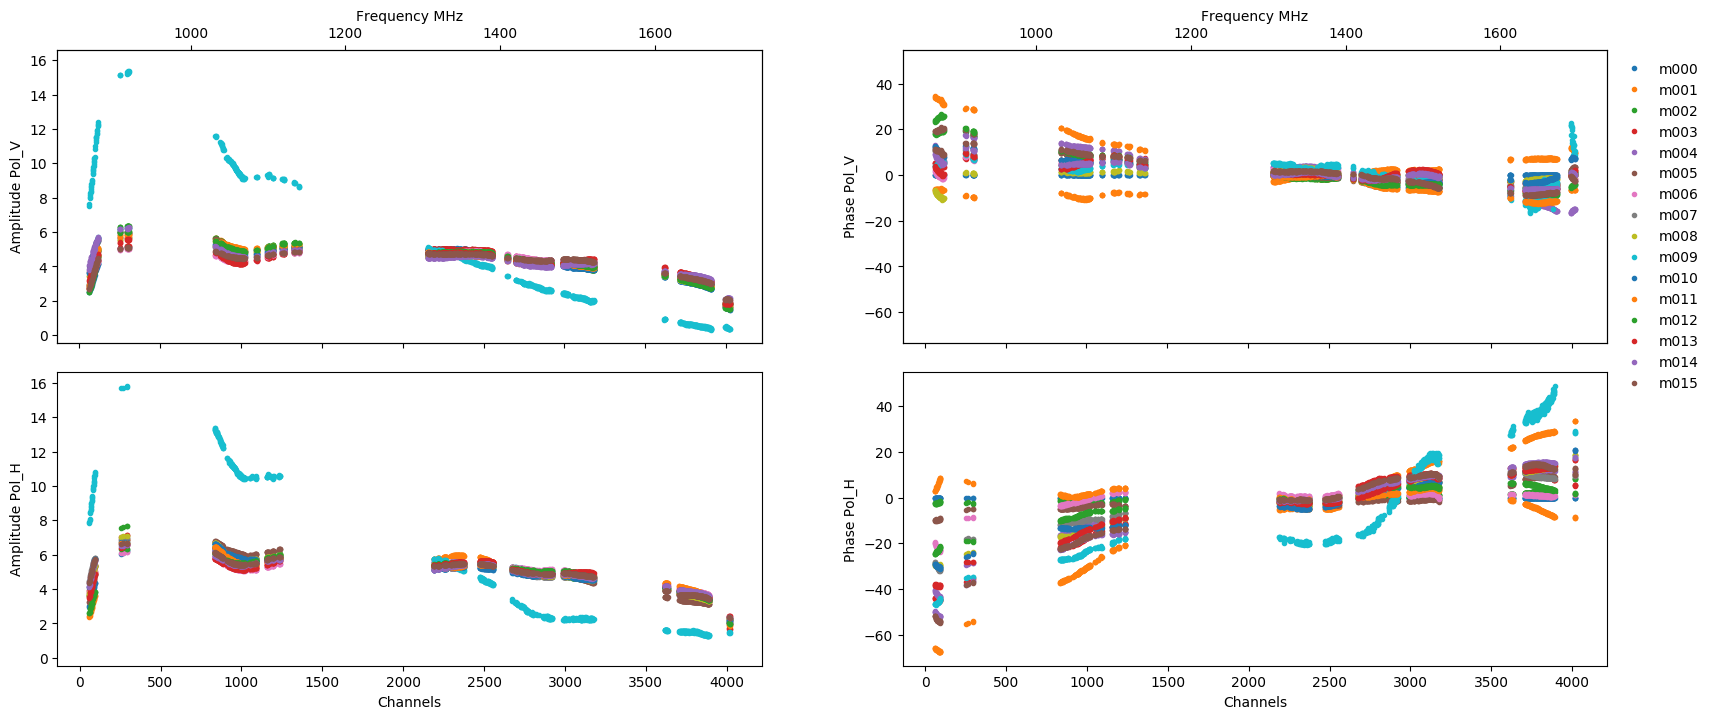 Frequency MHz
1000 1200 1400 1600
16
14
12
10
8
6
4
2
0
Amplitude Pol_V
Frequency MHz
1000 1200 1400 1600
40
20
0
−20
−40
−60
Phase Pol_V
m000
m001
m002
m003
m004
m005
m006
m007
m008
m009
m010
m011
m012
m013
m014
m015
16
14
12
10
8
6
4
2
0
Amplitude Pol_H
0 500 1000 1500 2000 2500 3000 3500 4000
Channels
40
20
0
−20
−40
−60
Phase Pol_H
0 500 1000 1500 2000 2500 3000 3500 4000
Channels